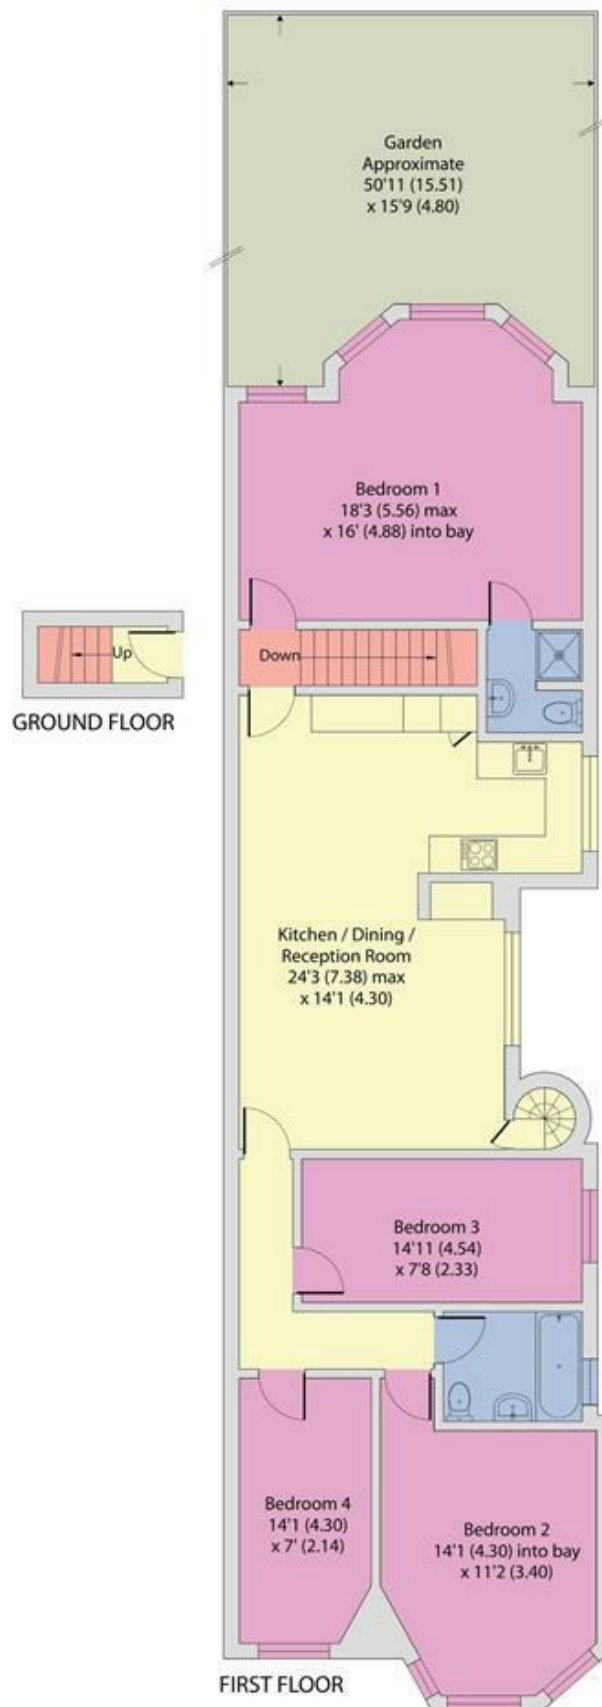 Garden
Approximate
50'11 (15.51)
x 15'9 (4.80)
Bedroom 1
18'3 (5.56) max
x 16' (4.88) into bay
Up
GROUND FLOOR
Down
Kitchen / Dining /
Reception Room
24'3 (7.38) max
x 14'1 (4.30)
Bedroom 3
14'11 (4.54)
x 7'8 (2.33)
Bedroom 4
14'1 (4.30)
x 7' (2.14)
Bedroom 2
14'1 (4.30) into bay
x 11'2 (3.40)
FIRST FLOOR